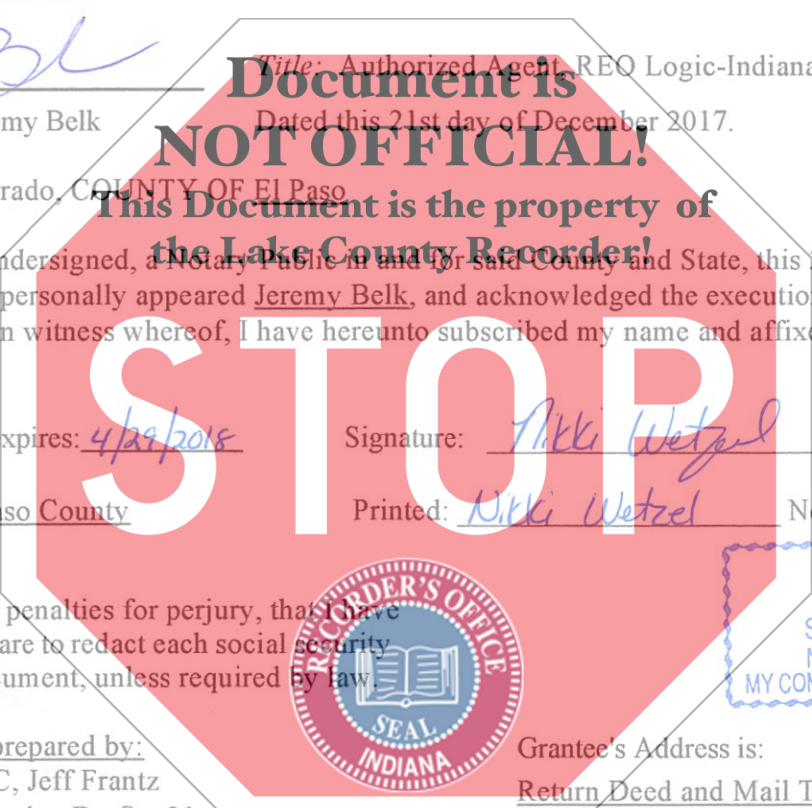 Title: Authorized Agent, REO Logic-Indiana
Document is
my Belk Dated this 21st day of December 2017.
NOT OFFICIAL!
rado, COUNTY OF El Paso
This Document is the property of
the Lake County Recorder!
ndersigned, a Notary Public in and for said County and State, this
personally appeared Jeremy Belk, and acknowledged the executio
n witness whereof, I have hereunto subscribed my name and affixe
STOP
xpires: 4/29/2018 Signature: Nikki Wetzel
aso County Printed: Nikki Wetzel No
penalties for perjury, that I have
are to redact each social security
ument, unless required by law.
RECORDER'S OFFICE
SEAL
INDIANA
S
N
MY COM
prepared by: Grantee's Address is:
C, Jeff Frantz Return Deed and Mail T